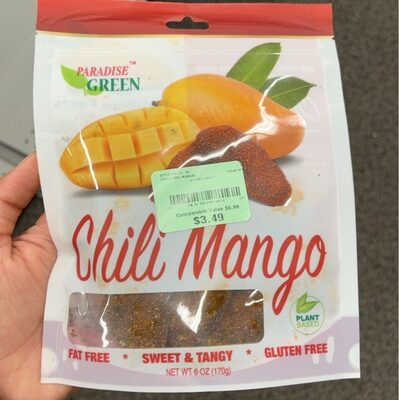 PARADISE™
GREEN
Comparable Value $5.99
$3.49
Chili Mango
PLANT
BASED
FAT FREE * SWEET & TANGY * GLUTEN FREE
NET WT. 6 OZ (170g)